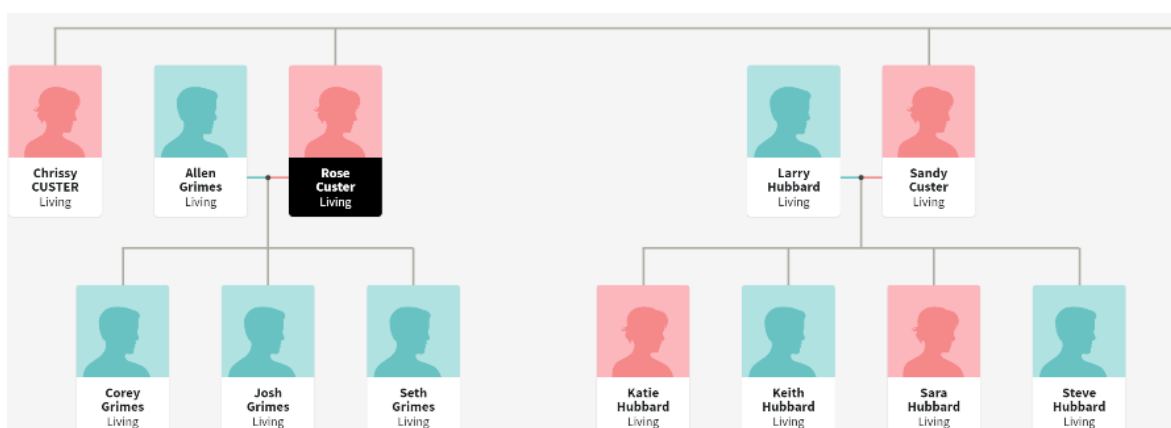 Chrissy
CUSTER
Living
Allen
Grimes
Living
Rose
Custer
Living
Larry
Hubbard
Living
Sandy
Custer
Living
Corey
Grimes
Living
Josh
Grimes
Living
Seth
Grimes
Living
Katie
Hubbard
Living
Keith
Hubbard
Living
Sara
Hubbard
Living
Steve
Hubbard
Living